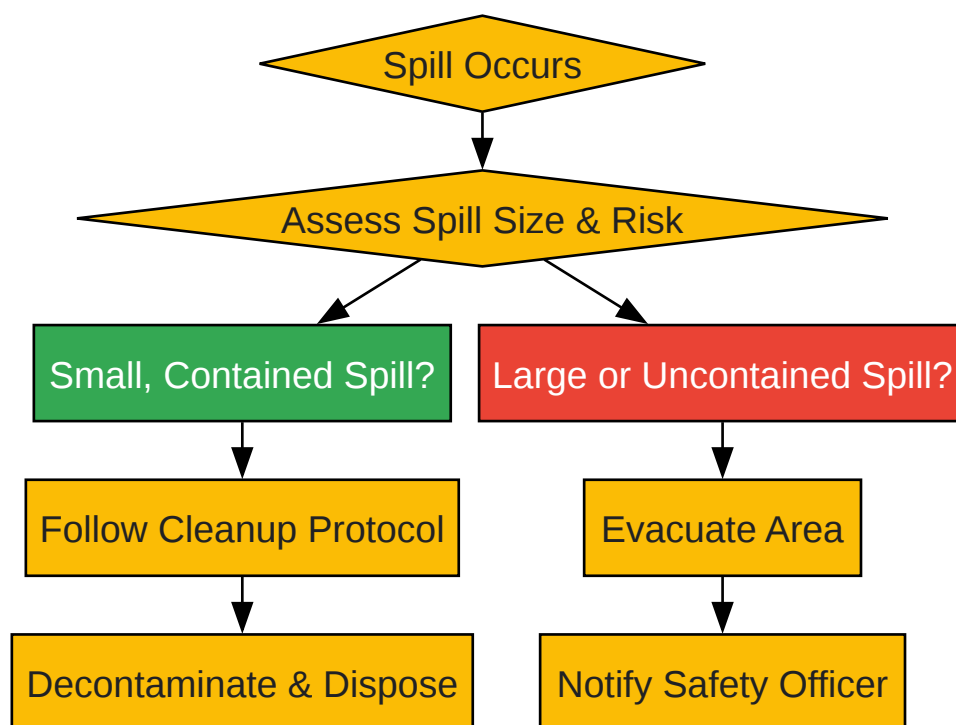 Spill Occurs
Assess Spill Size & Risk
Small, Contained Spill?
Large or Uncontained Spill?
Follow Cleanup Protocol
Evacuate Area
Decontaminate & Dispose
Notify Safety Officer